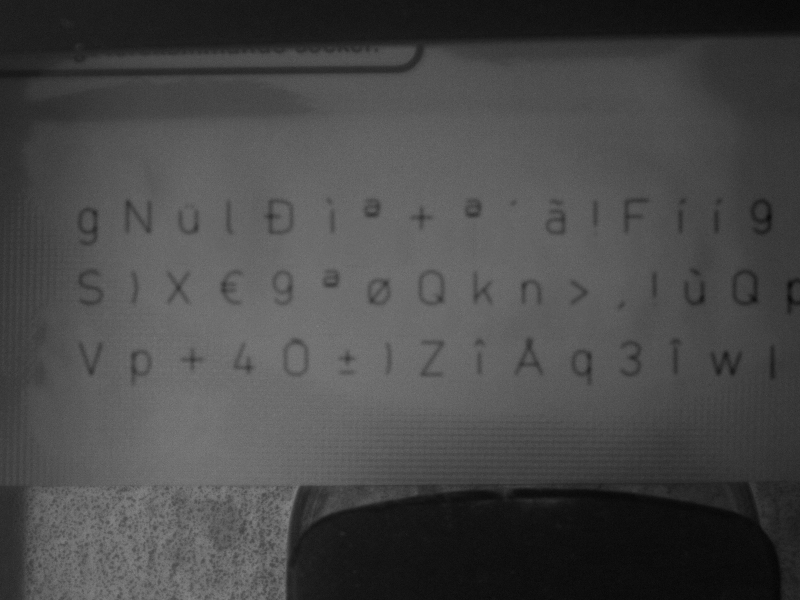 g N ü l Ð ì ª + ª ´ ã ! F í í 9
S ) X € 9 ª ø Q k n > , ! ù Q p
V p + 4 Ô ± ) Z î Å q 3 Î w |